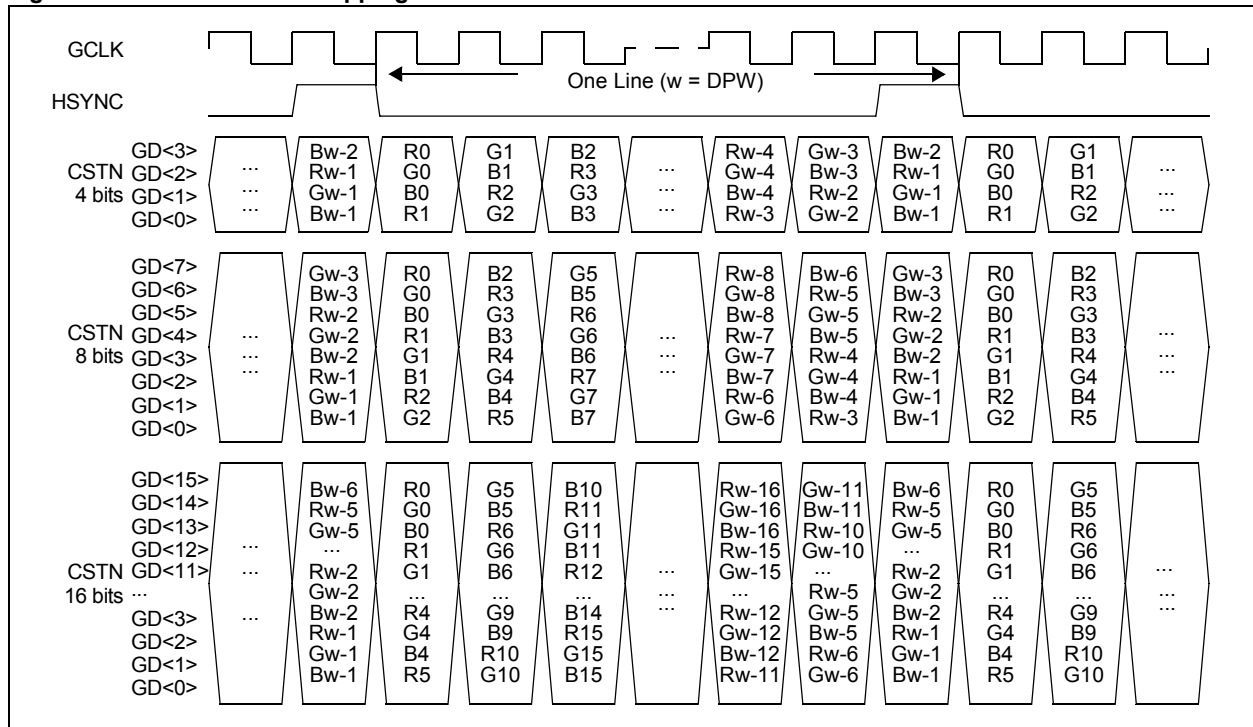 GCLK
One Line (w = DPW)
HSYNC
GD<3> Bw-2 R0 G1 B2 Rw-4 Gw-3 Bw-2 R0 G1
CSTN GD<2> ... Rw-1 G0 B1 R3 ... Gw-4 Bw-3 Rw-1 G0 B1 ...
4 bits GD<1> ... Gw-1 B0 R2 G3 ... Bw-4 Rw-2 Gw-1 B0 R2 ...
GD<0> ... Bw-1 R1 G2 B3 ... Rw-3 Gw-2 Bw-1 R1 G2 ...
GD<7> Gw-3 R0 B2 G5 Rw-8 Bw-6 Gw-3 R0 B2
GD<6> Bw-3 G0 R3 B5 Gw-8 Rw-5 Bw-3 G0 R3
GD<5> Rw-2 B0 G3 R6 Bw-8 Gw-5 Rw-2 B0 G3
CSTN GD<4> ... Gw-2 R1 B3 G6 ... Rw-7 Bw-5 Gw-2 R1 B3 ...
8 bits GD<3> ... Bw-2 G1 R4 B6 ... Gw-7 Rw-4 Bw-2 G1 R4 ...
GD<2> ... Rw-1 B1 G4 R7 ... Bw-7 Gw-4 Rw-1 B1 G4 ...
GD<1> Gw-1 R2 B4 G7 Rw-6 Bw-4 Gw-1 R2 B4
GD<0> Bw-1 G2 R5 B7 Gw-6 Rw-3 Bw-1 G2 R5
GD<15> Bw-6 R0 G5 B10 Rw-16 Gw-11 Bw-6 R0 G5
GD<14> Rw-5 G0 B5 R11 Gw-16 Bw-11 Rw-5 G0 B5
GD<13> Gw-5 B0 R6 G11 Bw-16 Rw-10 Gw-5 B0 R6
GD<12> ... ... R1 G6 B11 Rw-15 Gw-10 ... R1 G6
CSTN GD<11> ... Rw-2 G1 B6 R12 ... Gw-15 ... Rw-2 G1 B6 ...
16 bits ... Gw-2 ... ... ... ... ... Rw-5 Gw-2 ... ... ...
GD<3> ... Bw-2 R4 G9 B14 ... Rw-12 Gw-5 Bw-2 R4 G9 ...
GD<2> Rw-1 G4 B9 R15 Gw-12 Bw-5 Rw-1 G4 B9
GD<1> Gw-1 B4 R10 G15 Bw-12 Rw-6 Gw-1 B4 R10
GD<0> Bw-1 R5 G10 B15 Rw-11 Gw-6 Bw-1 R5 G10